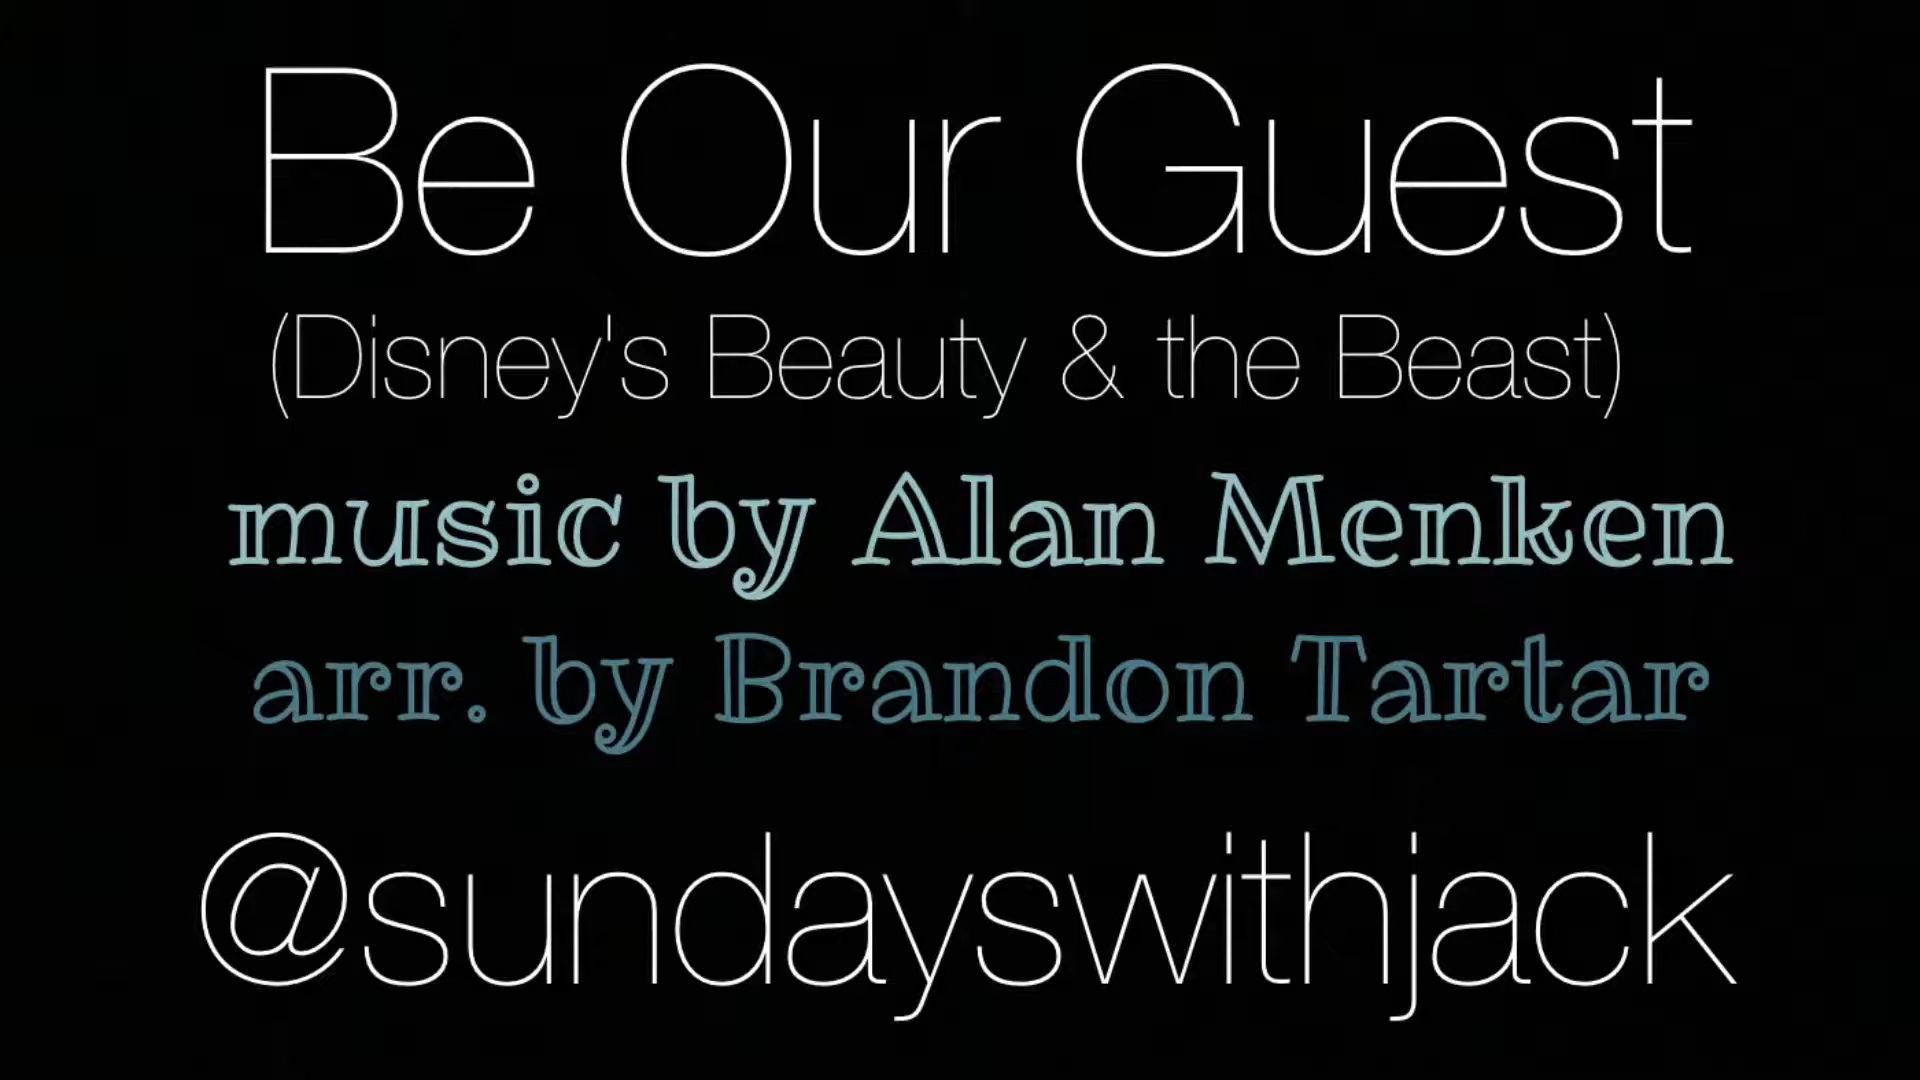 Be Our Guest
(Disney's Beauty & the Beast)
music by Alan Menken
arr. by Brandon Tartar
@sundayswithjack